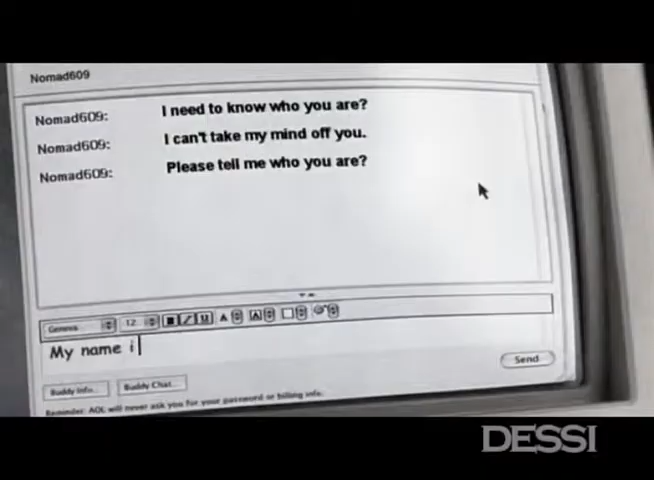 Nomad609
Nomad609: I need to know who you are?
Nomad609: I can't take my mind off you.
Nomad609: Please tell me who you are?
Geneva 12 B I U A A
My name i
Send
Buddy Info... Buddy Chat...
Reminder: AOL will never ask you for your password or billing info.
DESSI